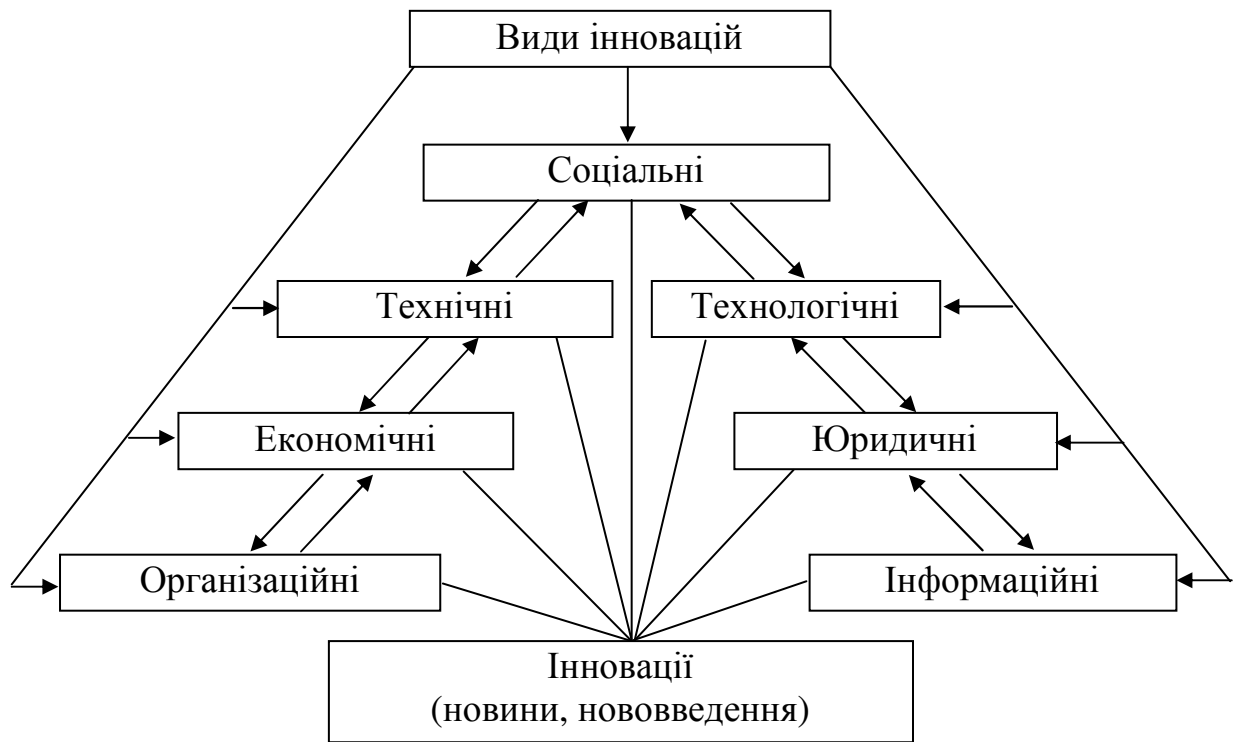 Види інновацій
Соціальні
Технічні
Технологічні
Економічні
Юридичні
Організаційні
Інформаційні
Інновації
(новини, нововведення)